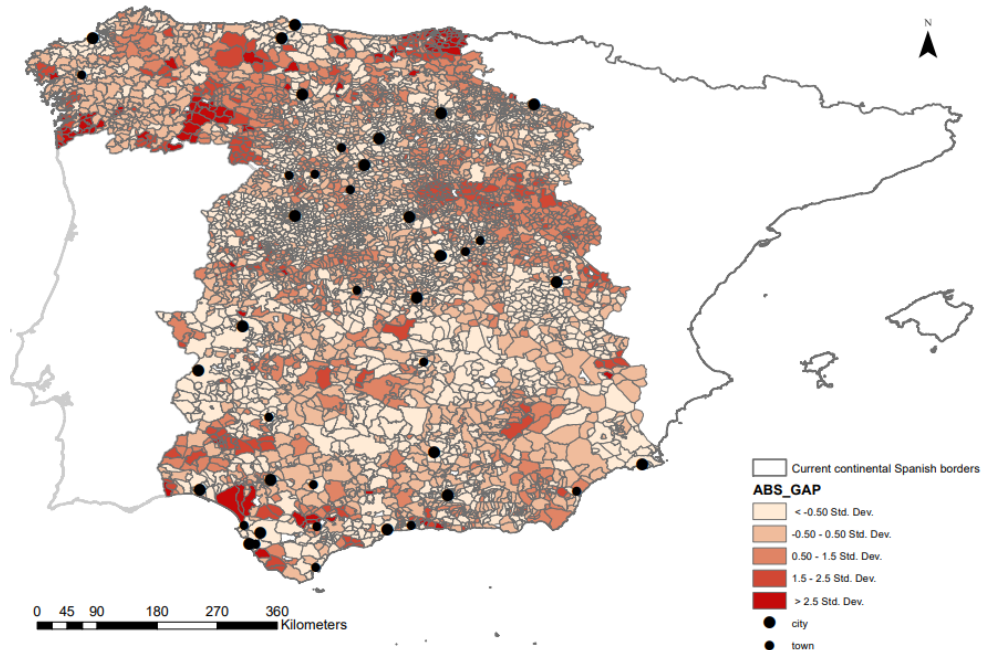 N
Current continental Spanish borders
ABS_GAP
< -0.50 Std. Dev.
-0.50 - 0.50 Std. Dev.
0.50 - 1.5 Std. Dev.
1.5 - 2.5 Std. Dev.
> 2.5 Std. Dev.
city
town
0 45 90 180 270 360
Kilometers